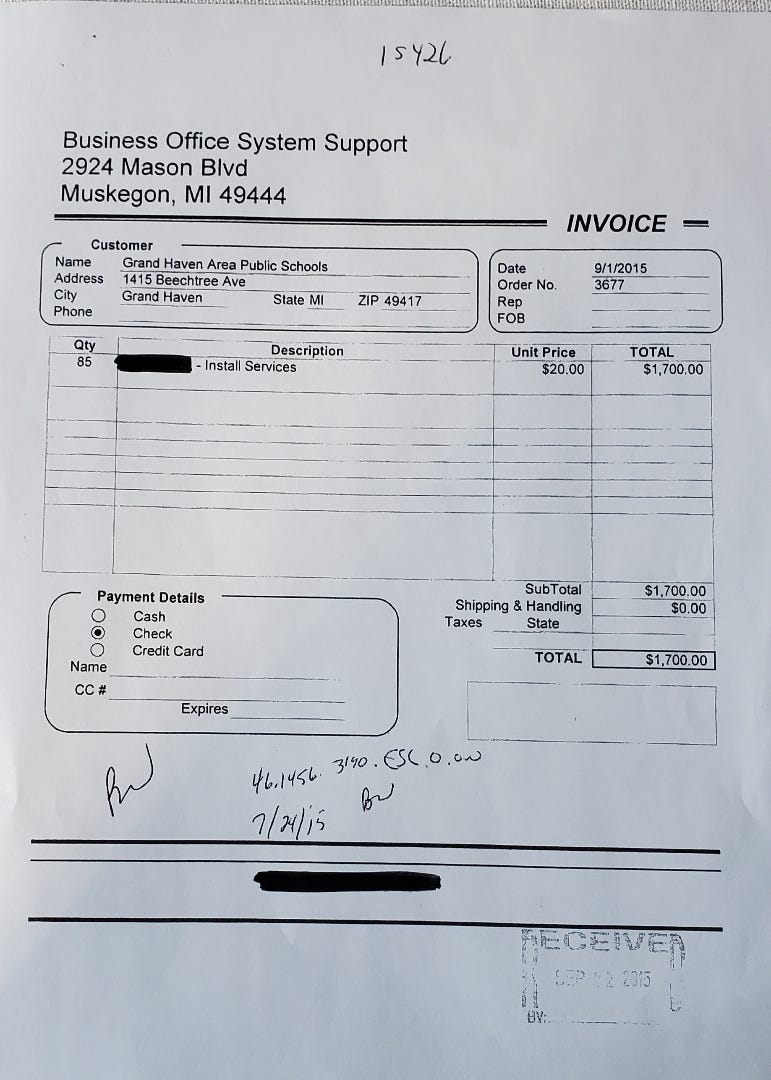 15426
Business Office System Support
2924 Mason Blvd
Muskegon, MI 49444
INVOICE
Customer
Name Grand Haven Area Public Schools
Address 1415 Beechtree Ave
City Grand Haven State MI ZIP 49417
Phone
Date 9/1/2015
Order No. 3677
Rep
FOB
Qty Description Unit Price TOTAL
85 - Install Services $20.00 $1,700.00
SubTotal $1,700.00
Shipping & Handling $0.00
Taxes State
TOTAL $1,700.00
Payment Details
Cash
Check
Credit Card
Name
CC #
Expires
46.1456. 3190.ESC.0.
7/24/15
RECEIVED
SEP 2015
BY: